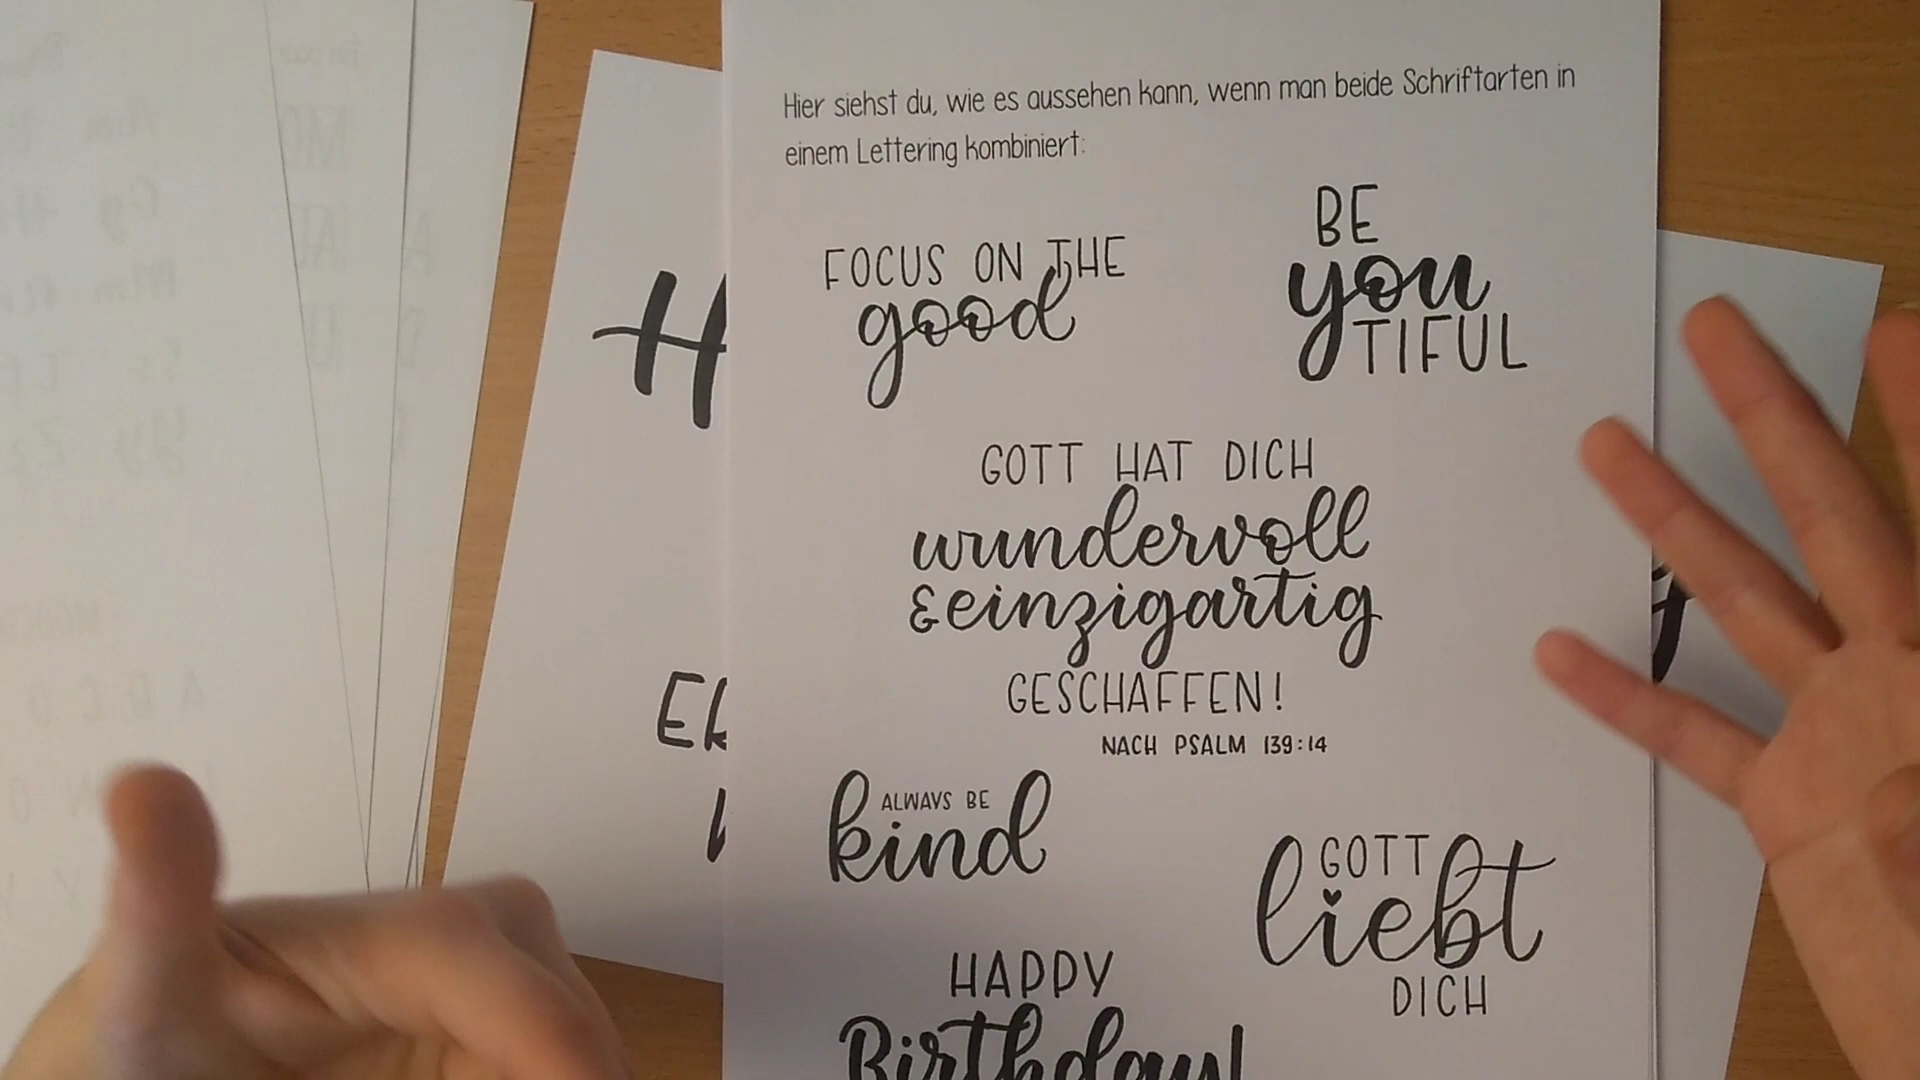 Hier siehst du, wie es aussehen kann, wenn man beide Schriftarten in
einem Lettering kombiniert:
FOCUS ON THE
good
BE
you
TIFUL
GOTT HAT DICH
wundervoll
& einzigartig
GESCHAFFEN!
NACH PSALM 139:14
ALWAYS BE
kind
GOTT
liebt
DICH
HAPPY
Birthday!
H